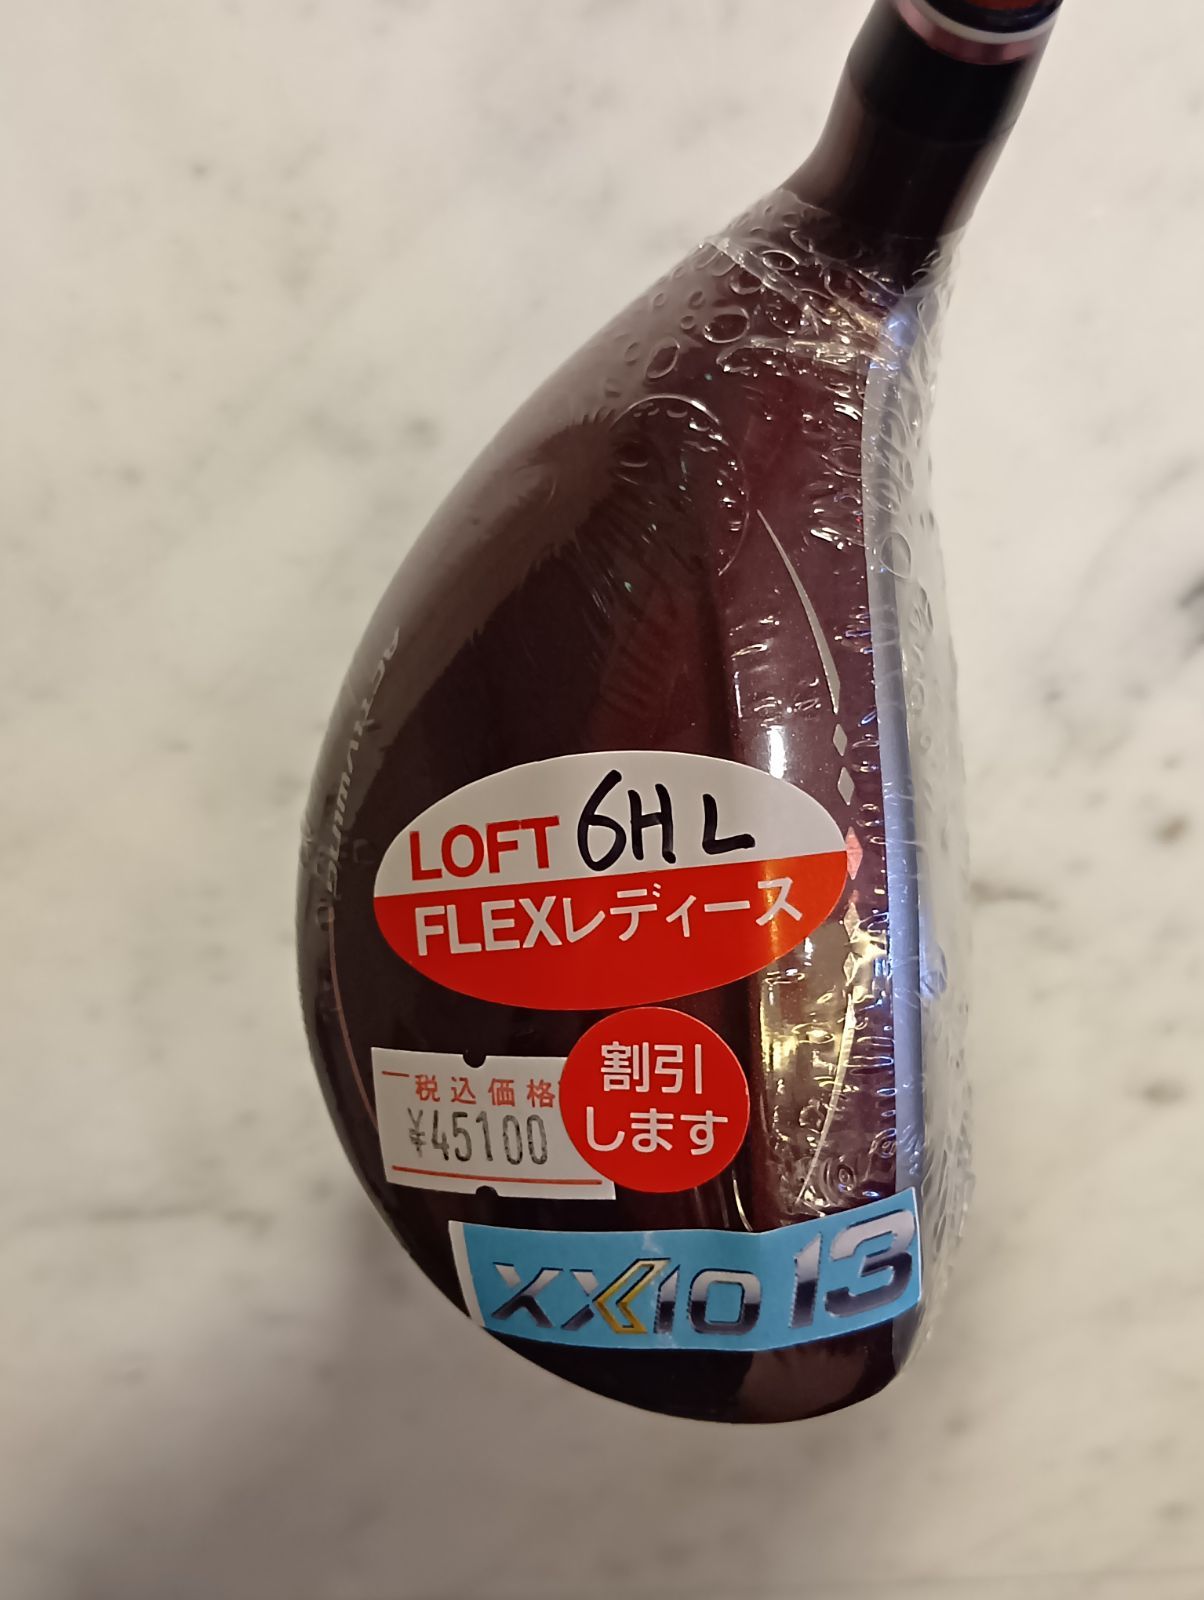 ACTIVWING
LOFT 6H L
FLEXレディース
税込価格
¥45100
割引
します
XXIO 13